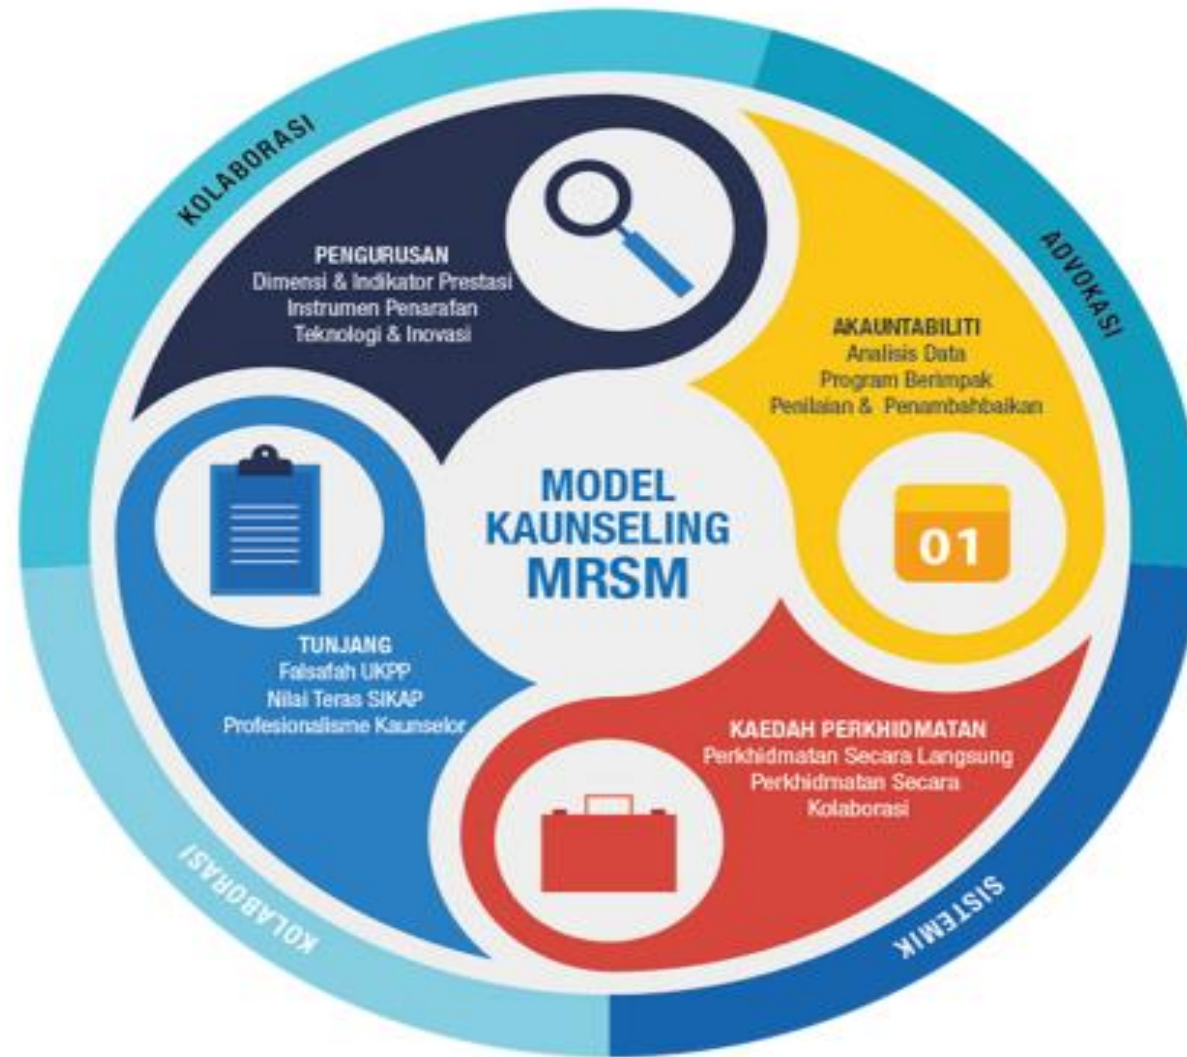 KOLABORASI
ADVOKASI
PENGURUSAN
Dimensi & Indikator Prestasi
Instrumen Penarafan
Teknologi & Inovasi
AKAUNTABILITI
Analisis Data
Program Berimpak
Penilaian & Penambahbaikan
01
MODEL
KAUNSELING
MRSM
TUNJANG
Falsafah UKPP
Nilai Teras SIKAP
Profesionalisme Kaunselor
KAEDAH PERKHIDMATAN
Perkhidmatan Secara Langsung
Perkhidmatan Secara
Kolaborasi
KOLABORASI
SISTEMIK